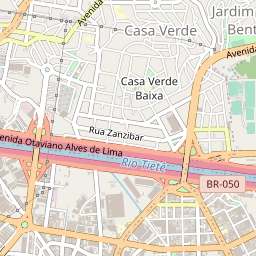 Jardim
Bent
Casa Verde
Avenida
Avenida
Casa Verde
Baixa
Rua Zanzibar
enida Otaviano Alves de Lima
Rio Tietê
BR-050